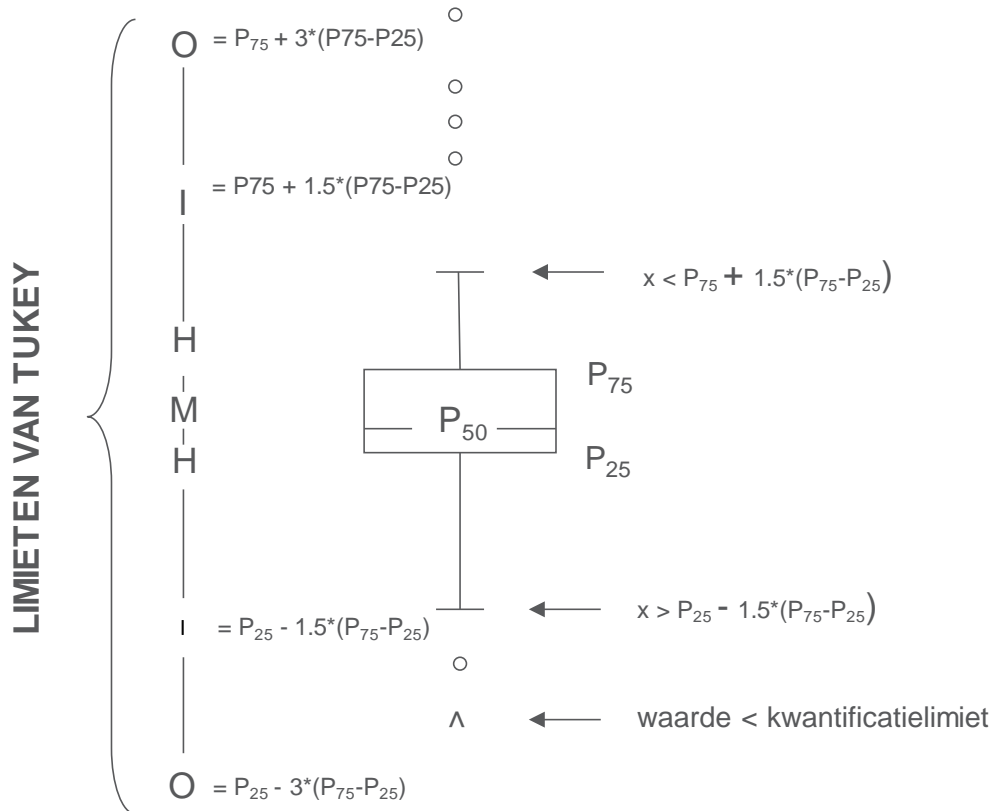 LIMIETEN VAN TUKEY
O = P₇₅ + 3*(P75-P25)
I = P75 + 1.5*(P75-P25)
x < P₇₅ + 1.5*(P₇₅-P₂₅)
H
P₇₅
M
P₅₀
H
P₂₅
x > P₂₅ - 1.5*(P₇₅-P₂₅)
I = P₂₅ - 1.5*(P₇₅-P₂₅)
^ waarde < kwantificatielimiet
O = P₂₅ - 3*(P₇₅-P₂₅)